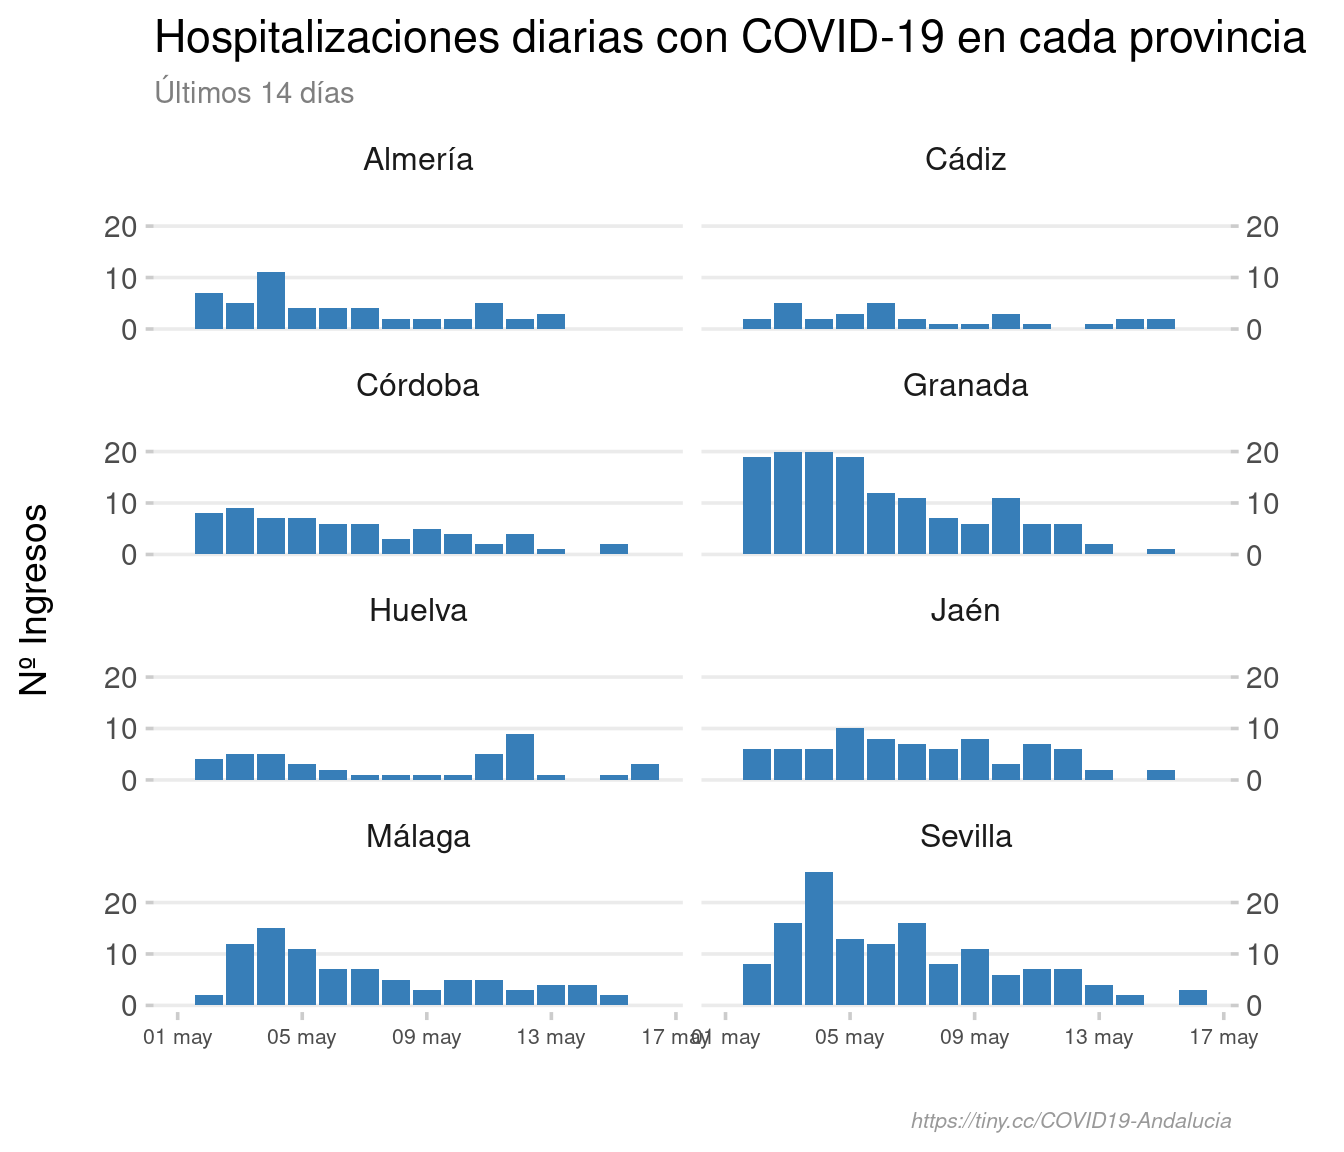 Hospitalizaciones diarias con COVID-19 en cada provincia
Últimos 14 días
Almería
Cádiz
20
10
0
20
10
0
Córdoba
Granada
20
10
0
20
10
0
Nº Ingresos
Huelva
Jaén
20
10
0
20
10
0
Málaga
Sevilla
20
10
0
20
10
0
01 may 05 may 09 may 13 may 17 may
01 may 05 may 09 may 13 may 17 may
https://tiny.cc/COVID19-Andalucia